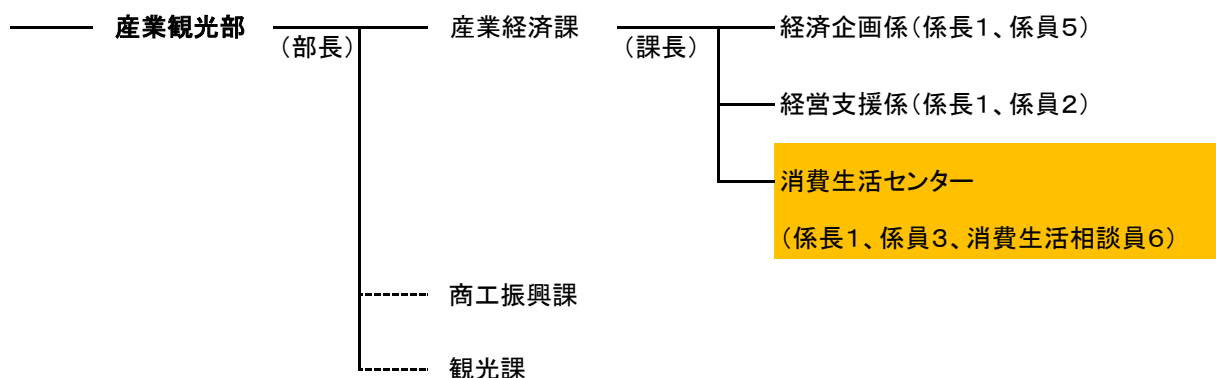 産業観光部
(部長)
産業経済課
(課長)
経済企画係(係長1、係員5)
経営支援係(係長1、係員2)
消費生活センター
(係長1、係員3、消費生活相談員6)
商工振興課
観光課